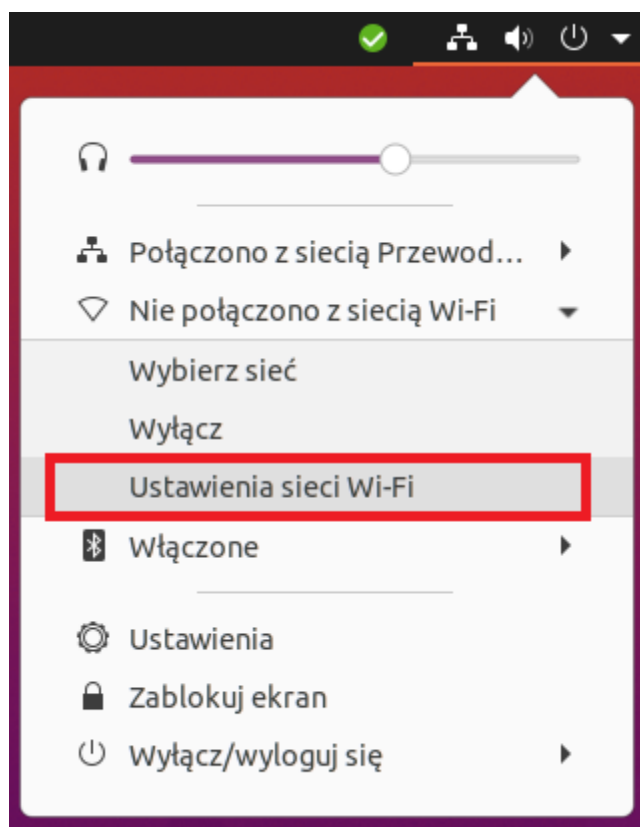 Połączono z siecią Przewod...
Nie połączono z siecią Wi-Fi
Wybierz sieć
Wyłącz
Ustawienia sieci Wi-Fi
Włączone
Ustawienia
Zablokuj ekran
Wyłącz/wyloguj się